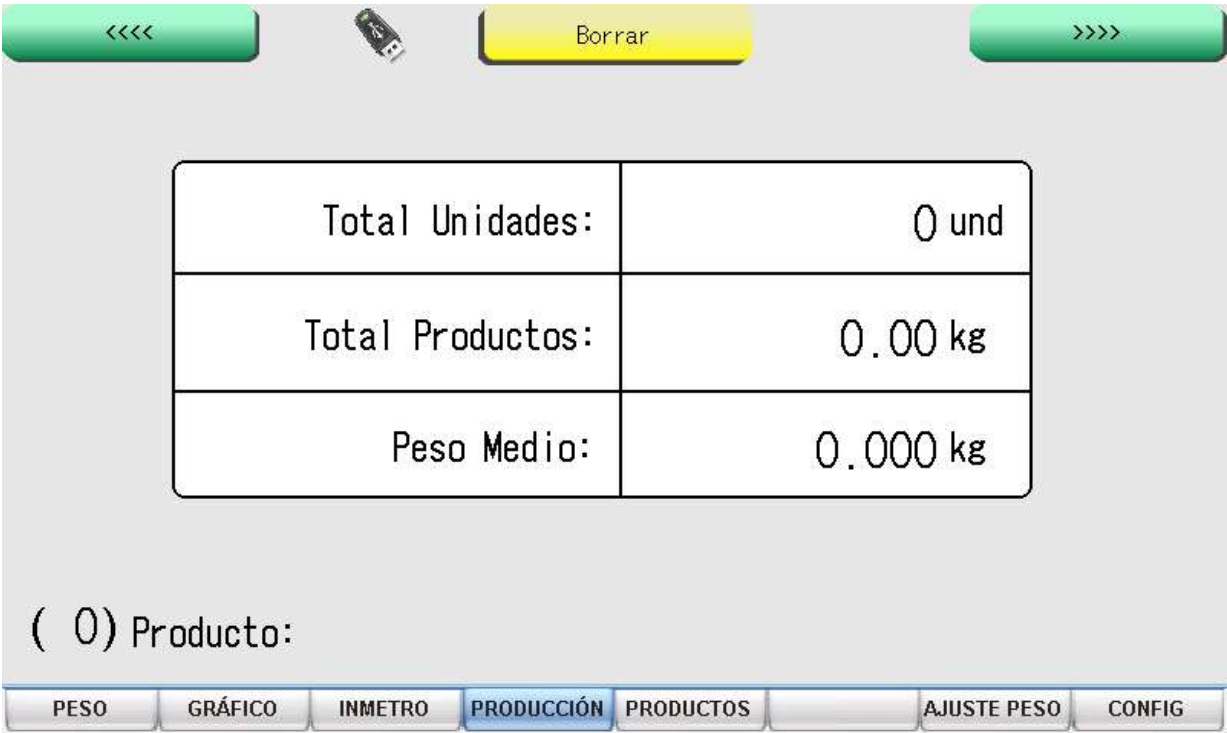 <<<< Borrar >>>>
Total Unidades: 0 und
Total Productos: 0.00 kg
Peso Medio: 0.000 kg
( 0) Producto:
PESO GRÁFICO INMETRO PRODUCCIÓN PRODUCTOS AJUSTE PESO CONFIG